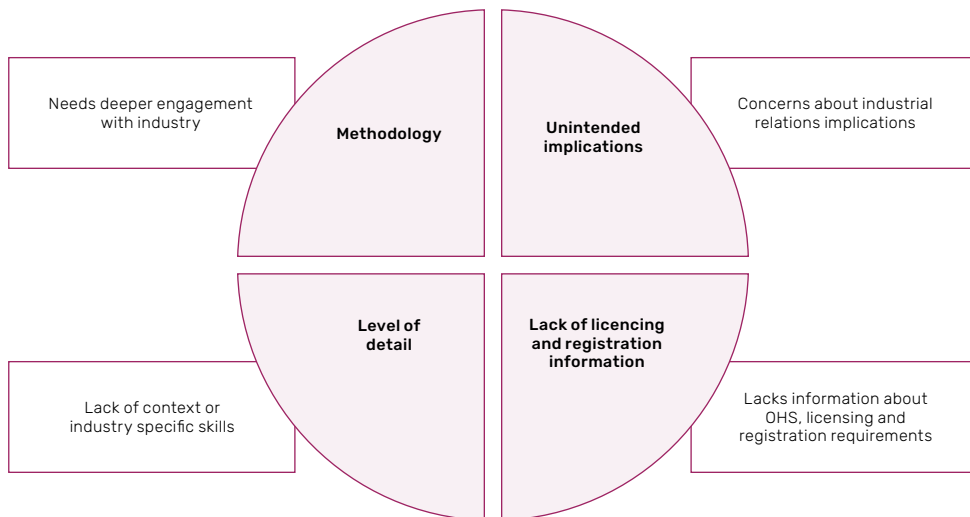 Needs deeper engagement
with industry
Methodology
Unintended
implications
Concerns about industrial
relations implications
Lack of context or
industry specific skills
Level of
detail
Lack of licencing
and registration
information
Lacks information about
OHS, licensing and
registration requirements